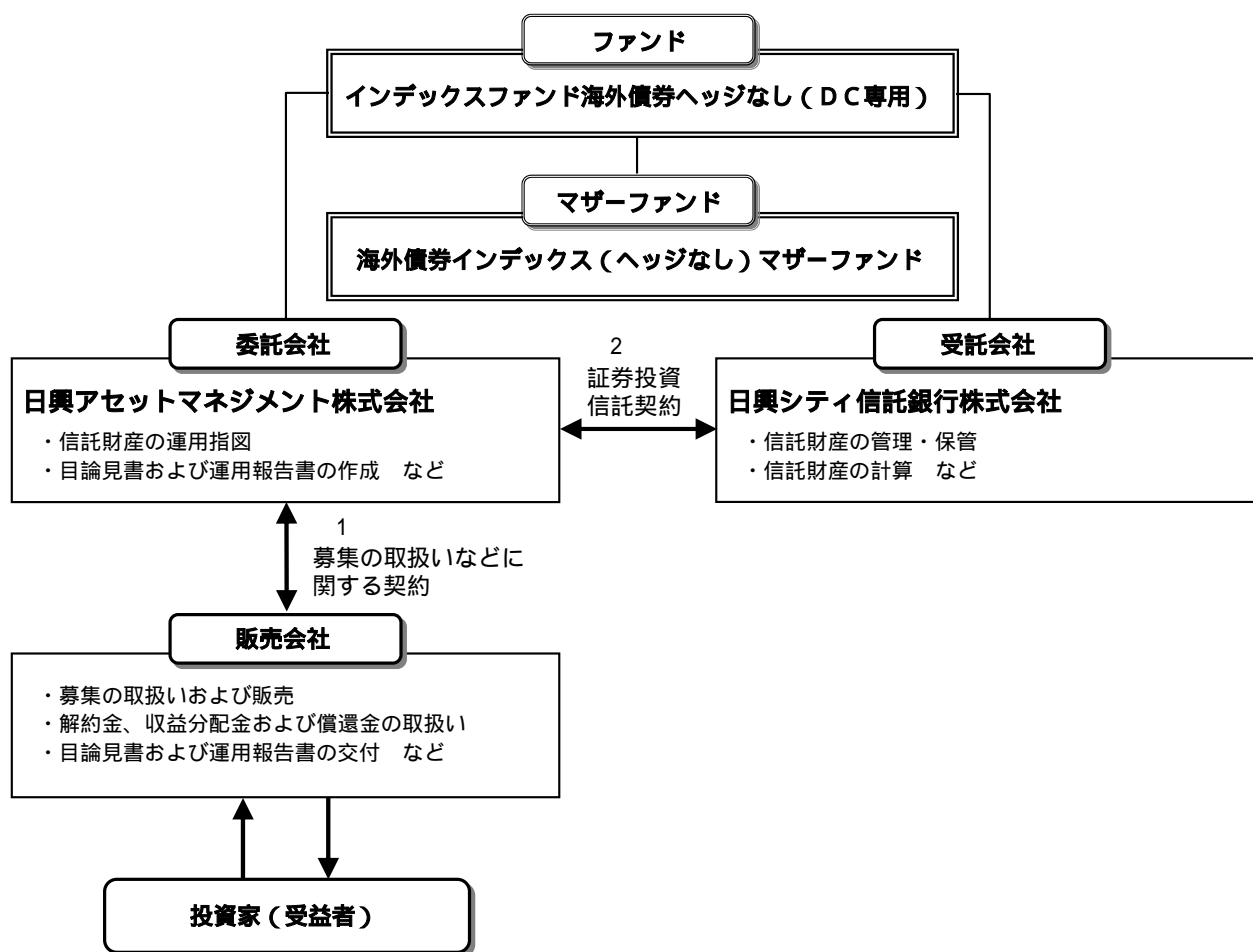 ファンド
インデックスファンド海外債券ヘッジなし(DC専用)
マザーファンド
海外債券インデックス(ヘッジなし)マザーファンド
委託会社
日興アセットマネジメント株式会社
・信託財産の運用指図
・目論見書および運用報告書の作成 など
2
証券投資
信託契約
受託会社
日興シティ信託銀行株式会社
・信託財産の管理・保管
・信託財産の計算 など
1
募集の取扱いなどに
関する契約
販売会社
・募集の取扱いおよび販売
・解約金、収益分配金および償還金の取扱い
・目論見書および運用報告書の交付 など
投資家(受益者)